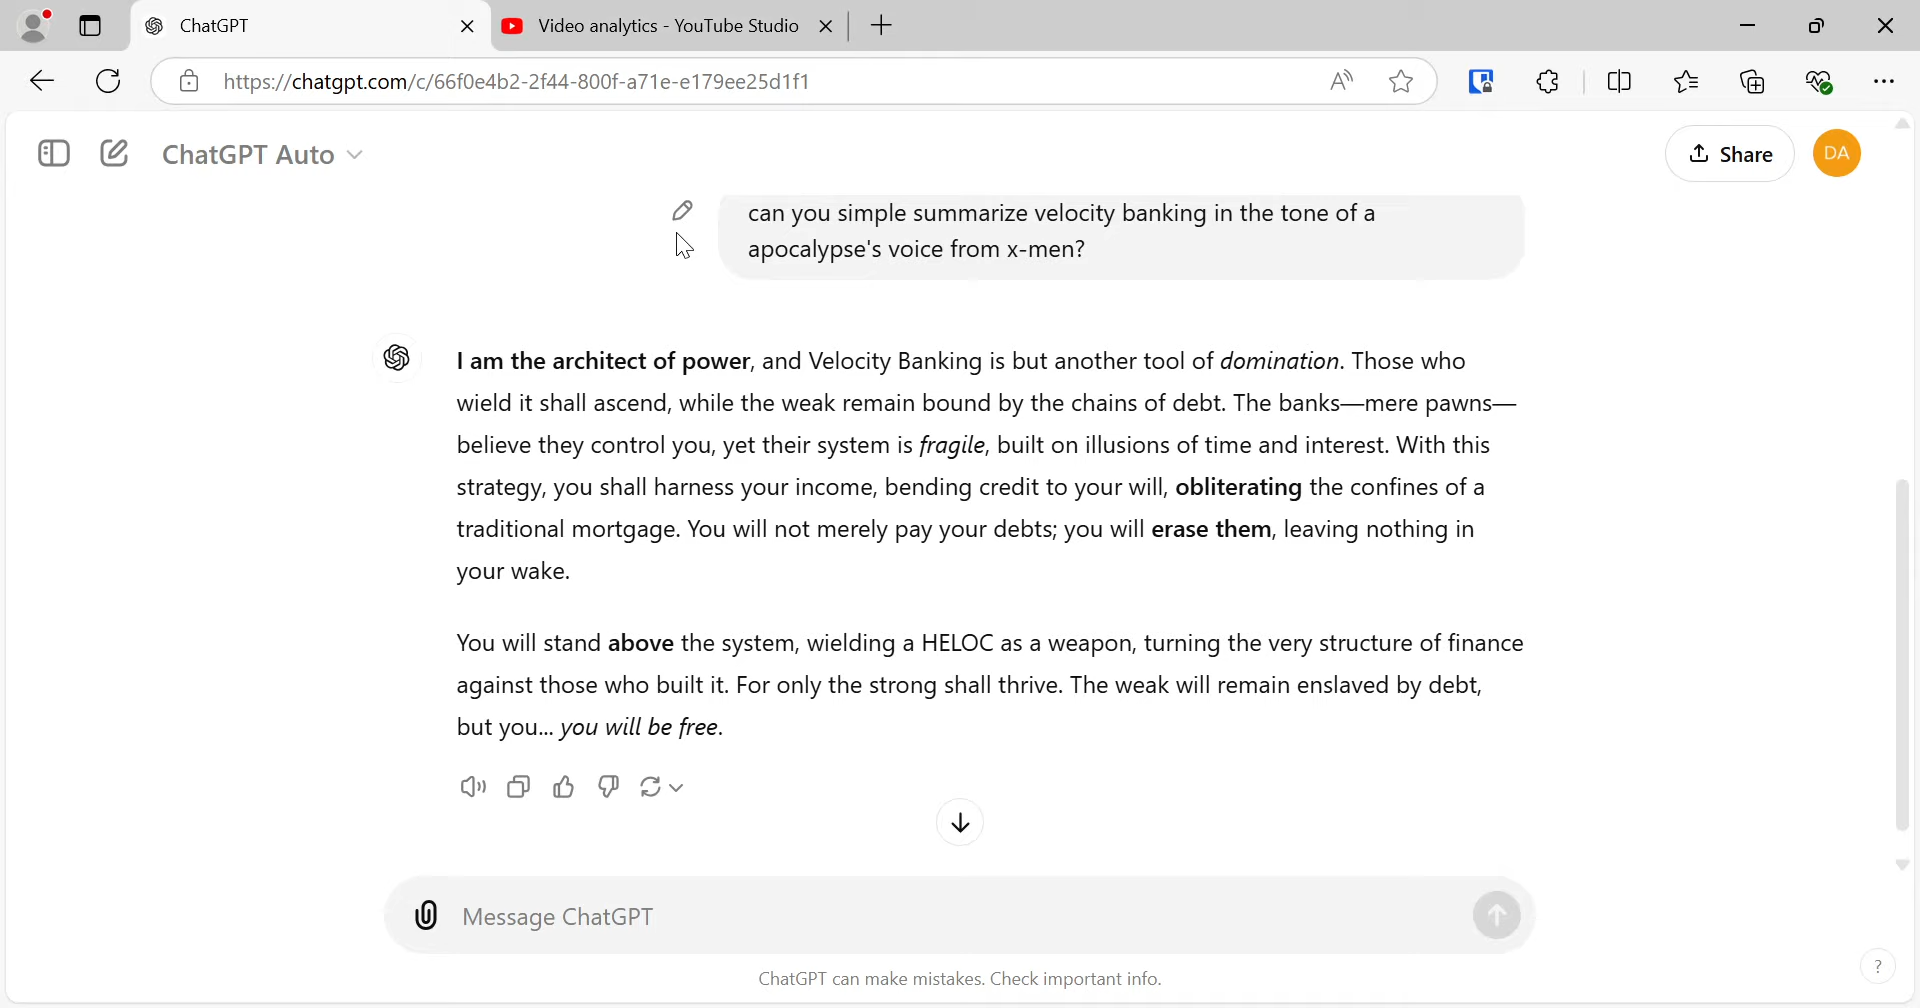 ChatGPT
Video analytics - YouTube Studio
https://chatgpt.com/c/66f0e4b2-2f44-800f-a71e-e179ee25d1f1
ChatGPT Auto
Share
DA
can you simple summarize velocity banking in the tone of a
apocalypse's voice from x-men?
I am the architect of power, and Velocity Banking is but another tool of domination. Those who
wield it shall ascend, while the weak remain bound by the chains of debt. The banks—mere pawns—
believe they control you, yet their system is fragile, built on illusions of time and interest. With this
strategy, you shall harness your income, bending credit to your will, obliterating the confines of a
traditional mortgage. You will not merely pay your debts; you will erase them, leaving nothing in
your wake.
You will stand above the system, wielding a HELOC as a weapon, turning the very structure of finance
against those who built it. For only the strong shall thrive. The weak will remain enslaved by debt,
but you... you will be free.
Message ChatGPT
ChatGPT can make mistakes. Check important info.
?